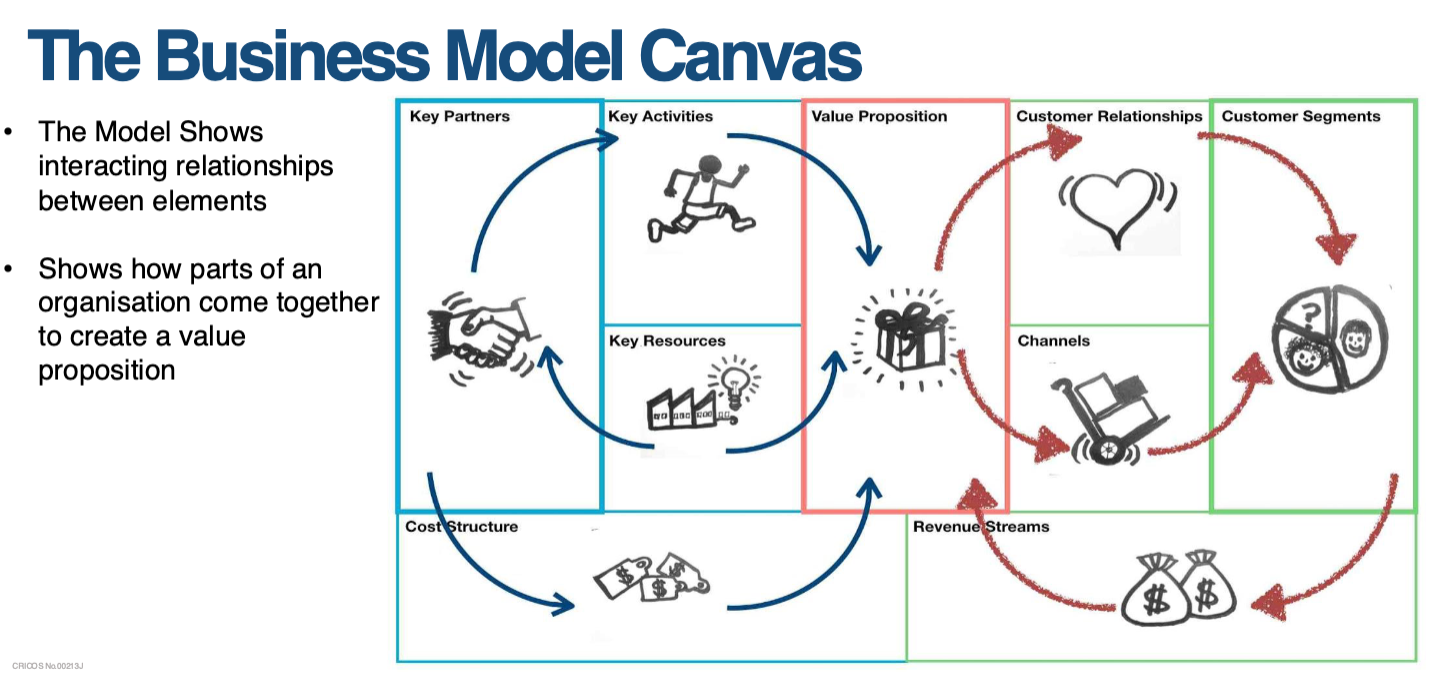 The Business Model Canvas
• The Model Shows
interacting relationships
between elements
• Shows how parts of an
organisation come together
to create a value
proposition
Key Partners
Key Activities
Value Proposition
Customer Relationships
Customer Segments
?
Key Resources
Channels
Cost Structure
$ $ $
Revenue Streams
$ $
CRICOS No.00213J